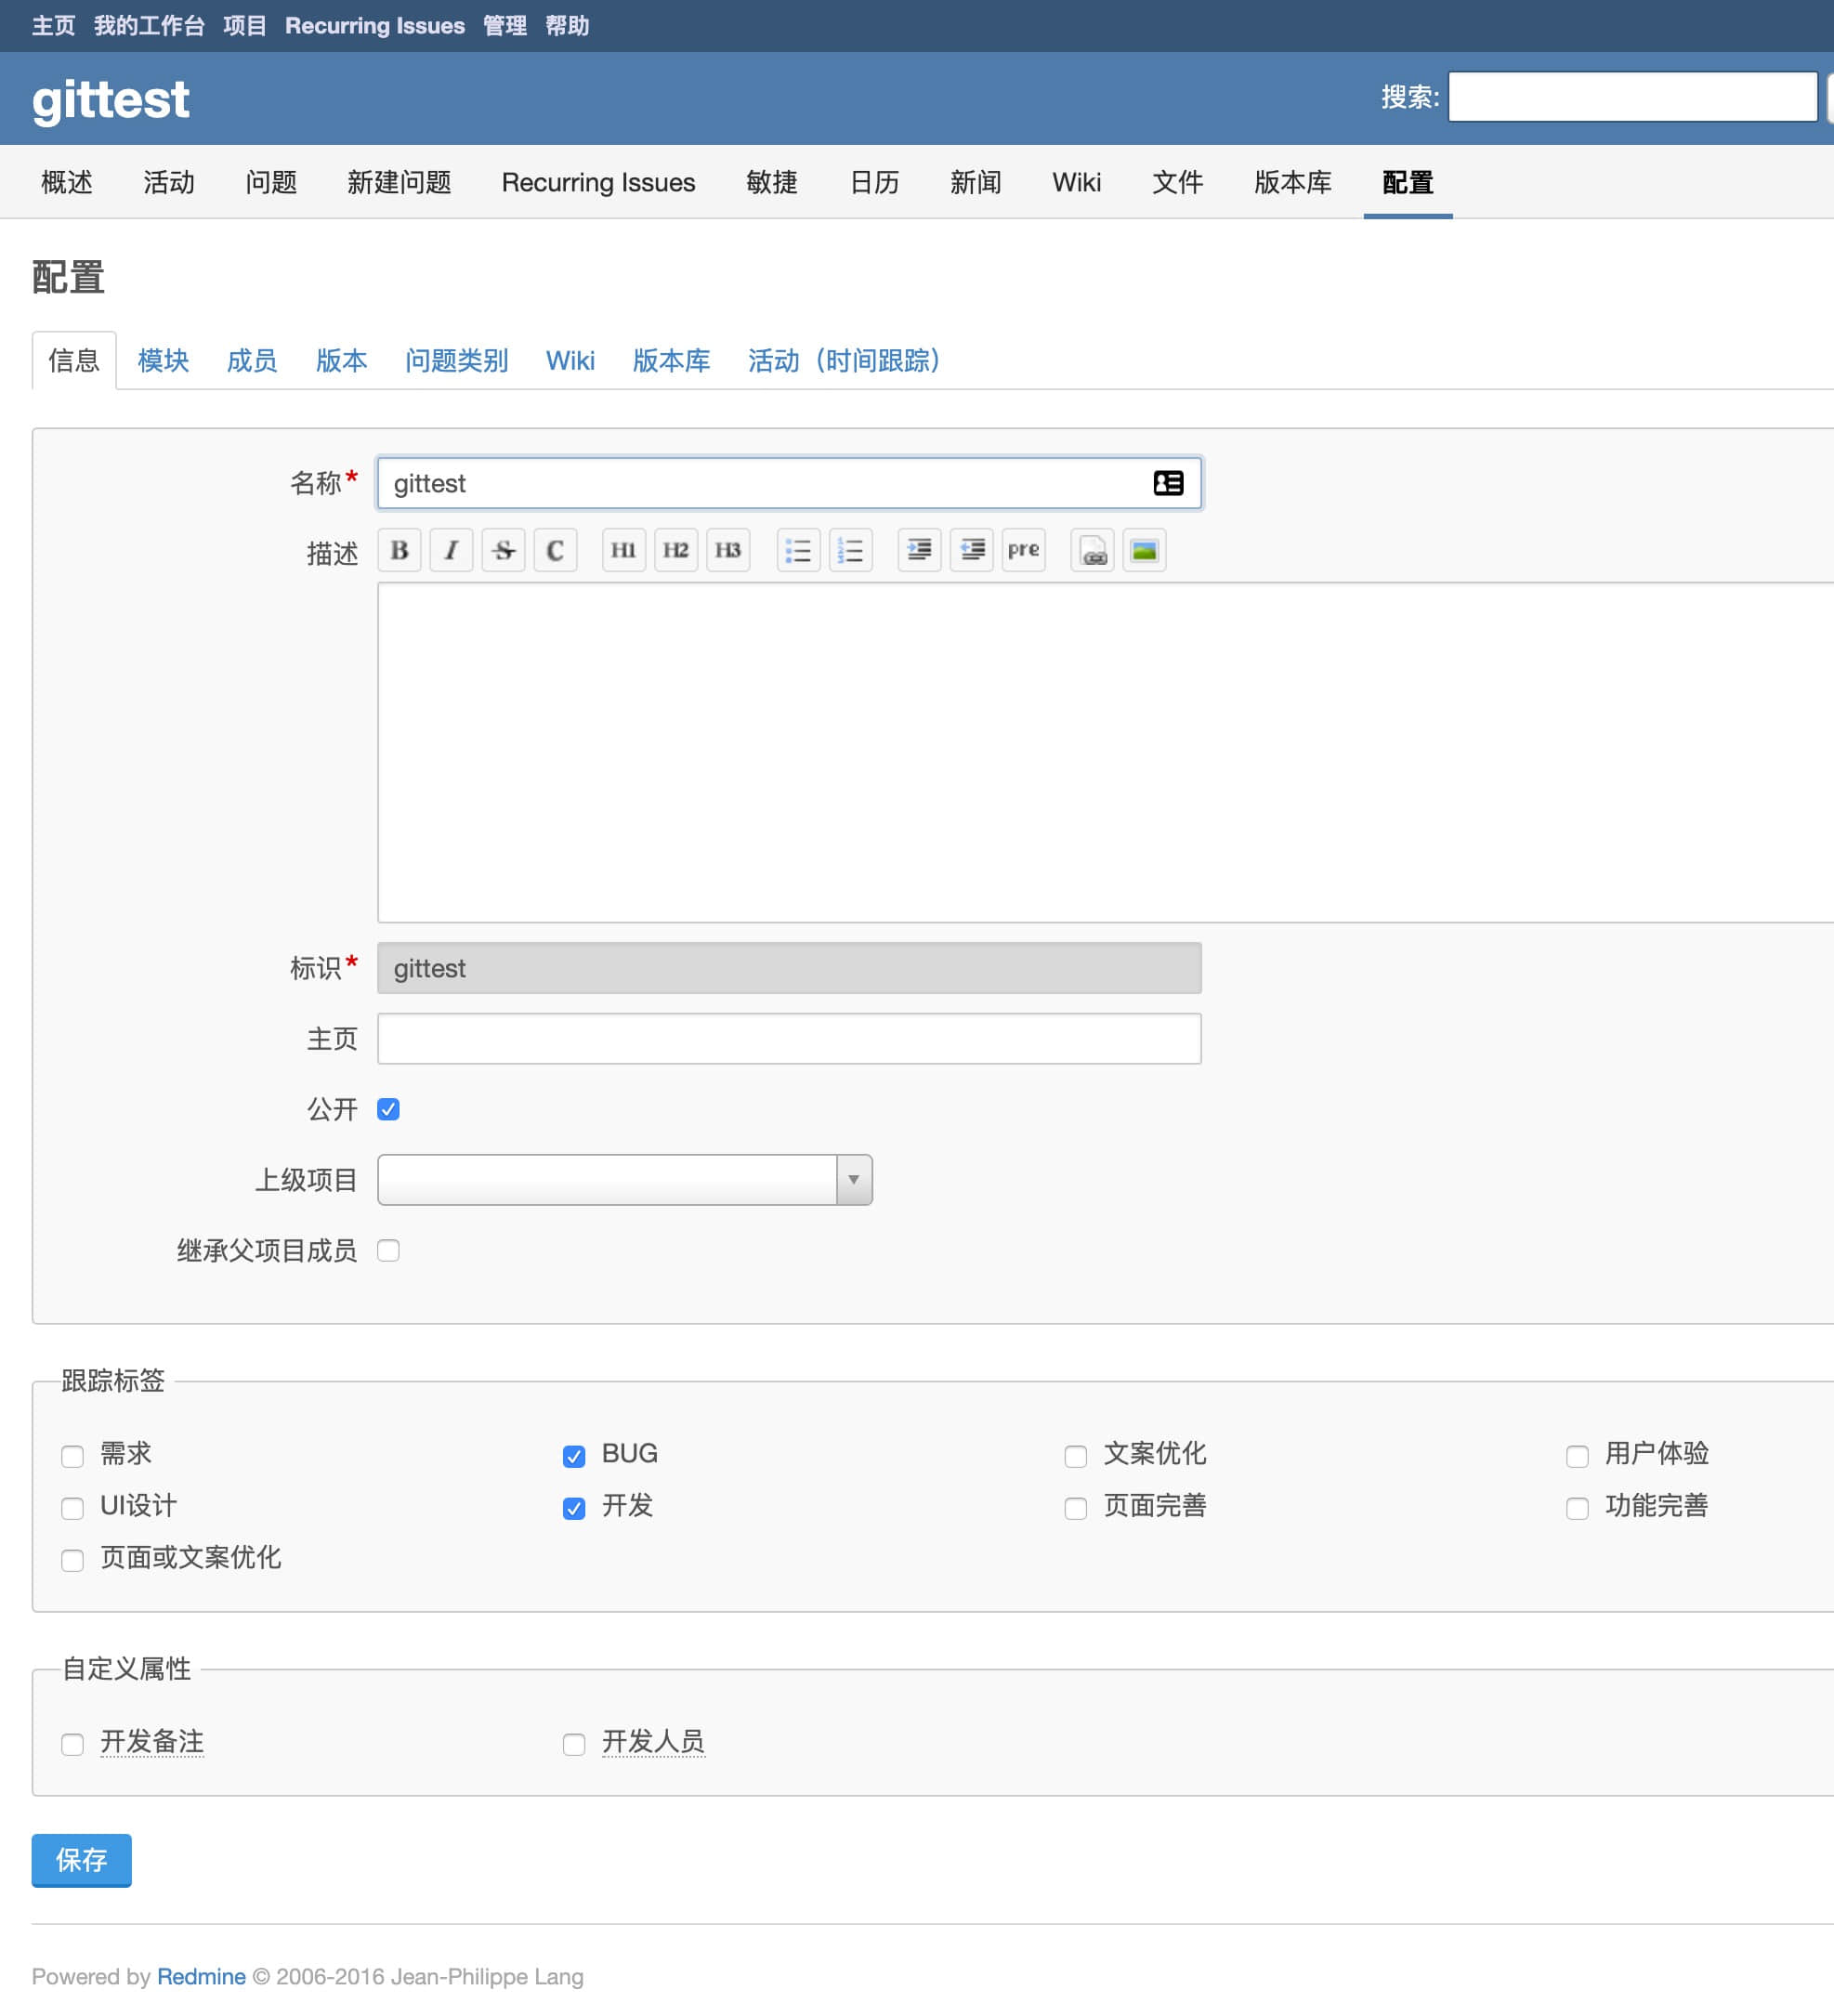 主页 我的工作台 项目 Recurring Issues 管理 帮助
gittest 搜索:
概述 活动 问题 新建问题 Recurring Issues 敏捷 日历 新闻 Wiki 文件 版本库 配置
配置
信息 模块 成员 版本 问题类别 Wiki 版本库 活动（时间跟踪）
名称* gittest
描述 B I S C H1 H2 H3 pre
标识* gittest
主页
公开
上级项目
继承父项目成员
跟踪标签
需求 BUG 文案优化 用户体验
UI设计 开发 页面完善 功能完善
页面或文案优化
自定义属性
开发备注 开发人员
保存
Powered by Redmine © 2006-2016 Jean-Philippe Lang